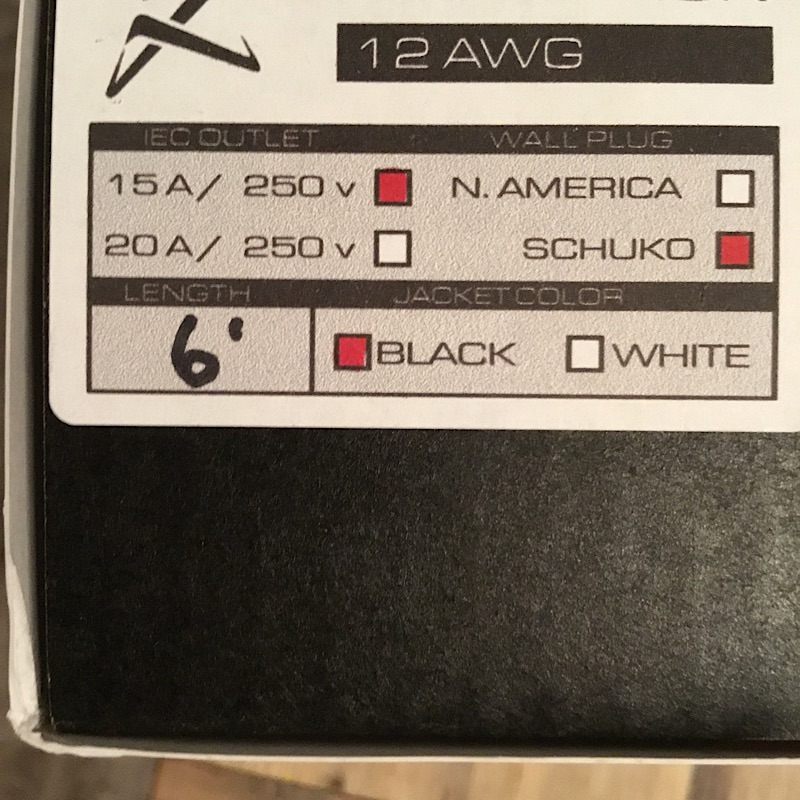 12 AWG
IEC OUTLET WALL PLUG
15 A/ 250 v N. AMERICA
20 A/ 250 v SCHUKO
LENGTH JACKET COLOR
6' BLACK WHITE